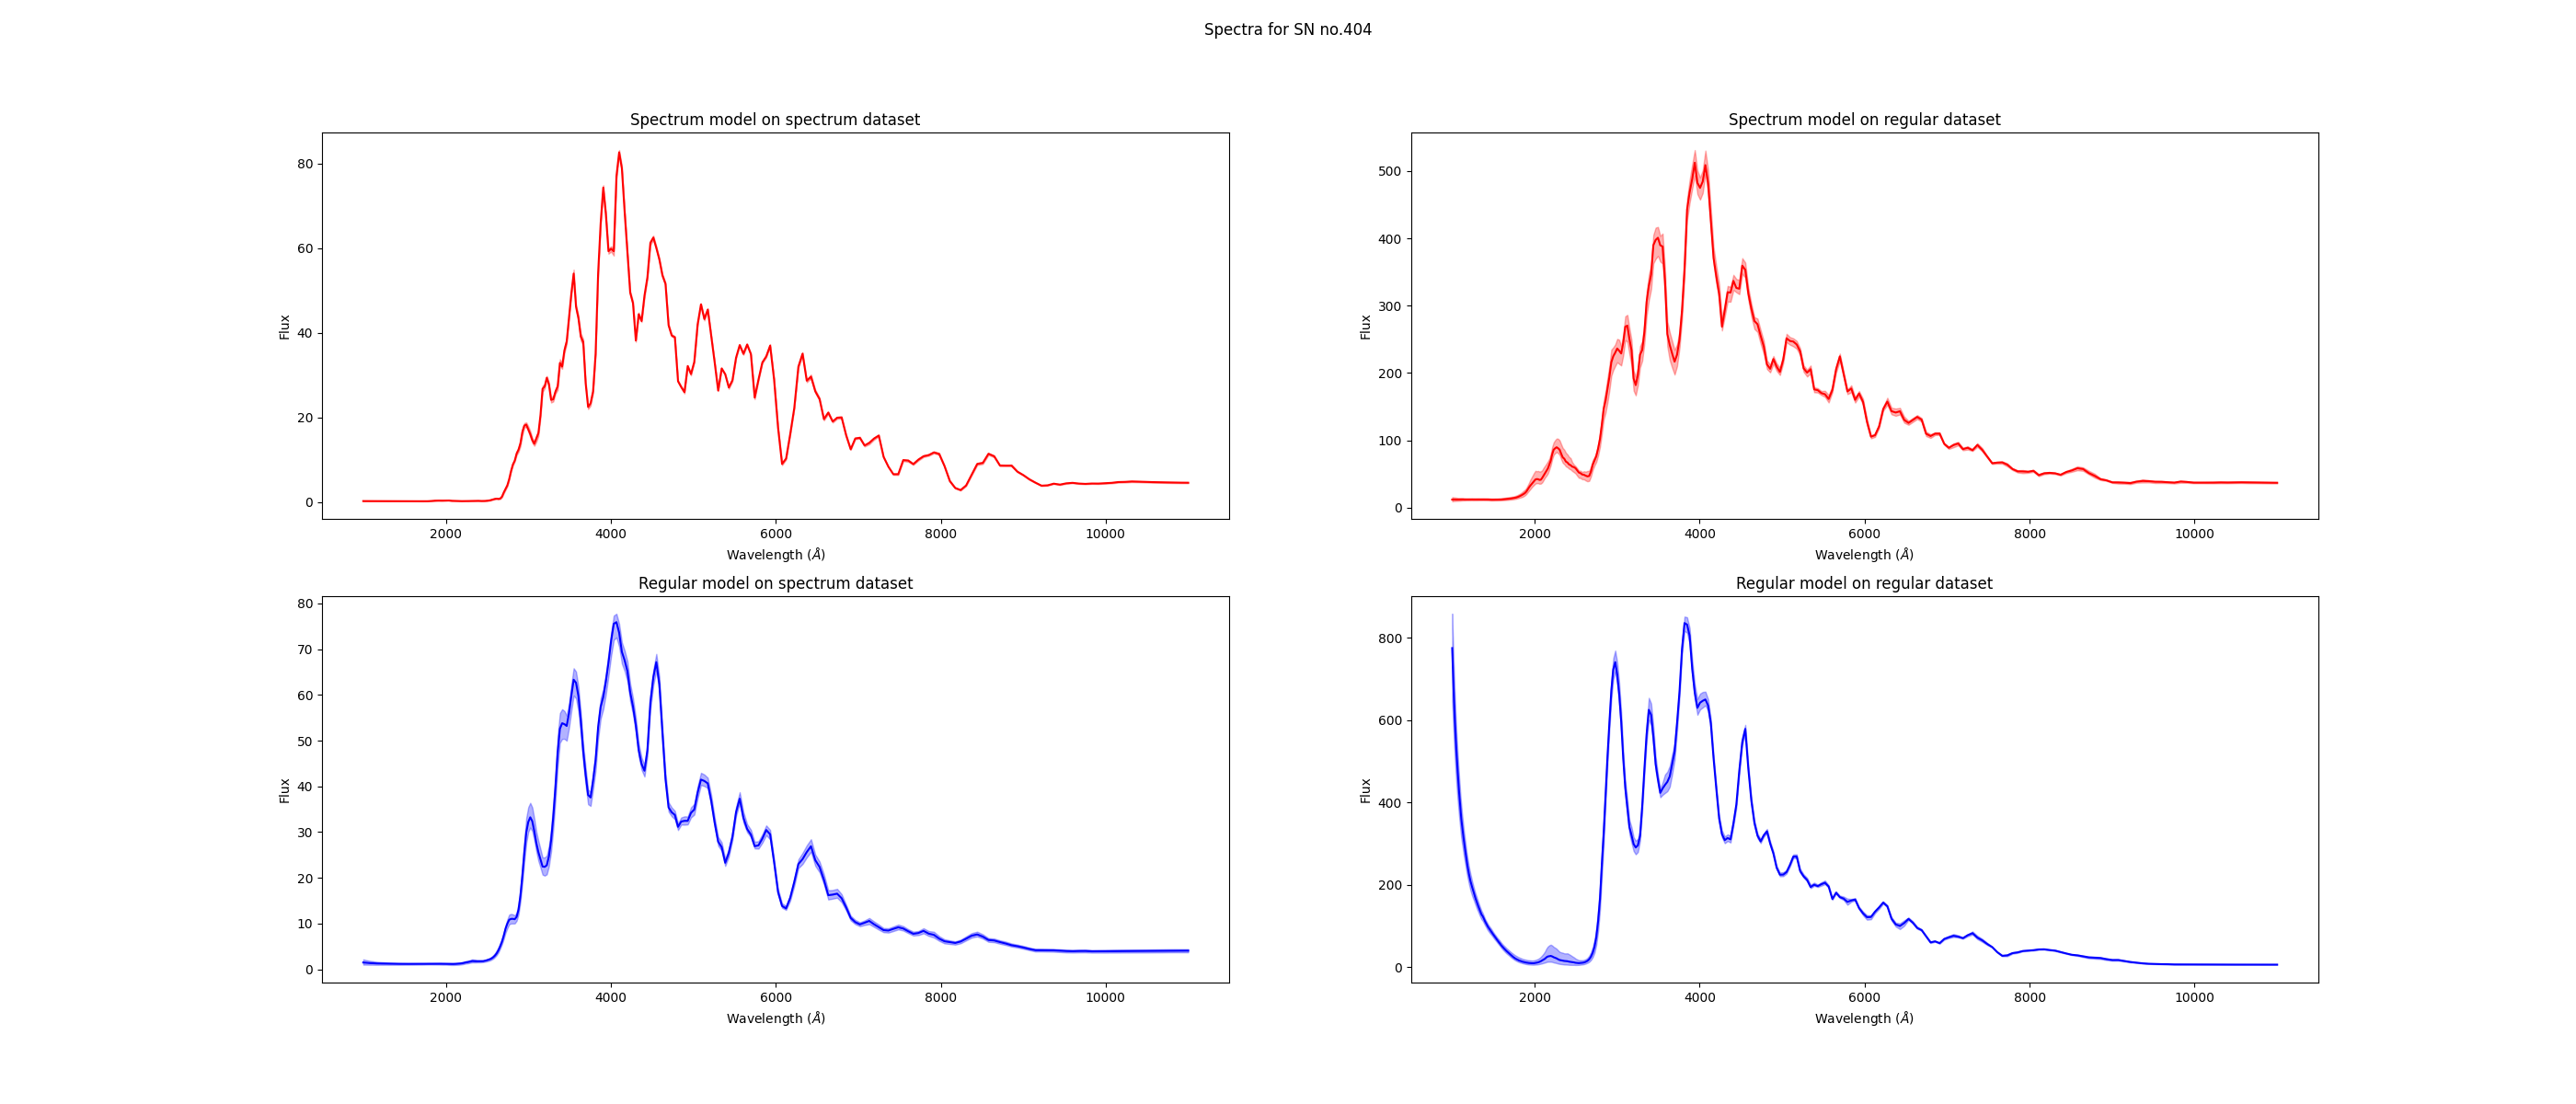 Spectra for SN no.404
Spectrum model on spectrum dataset
Flux
80
60
40
20
0
2000 4000 6000 8000 10000
Wavelength (Å)
Spectrum model on regular dataset
Flux
500
400
300
200
100
0
2000 4000 6000 8000 10000
Wavelength (Å)
Regular model on spectrum dataset
Flux
80
70
60
50
40
30
20
10
0
2000 4000 6000 8000 10000
Wavelength (Å)
Regular model on regular dataset
Flux
800
600
400
200
0
2000 4000 6000 8000 10000
Wavelength (Å)